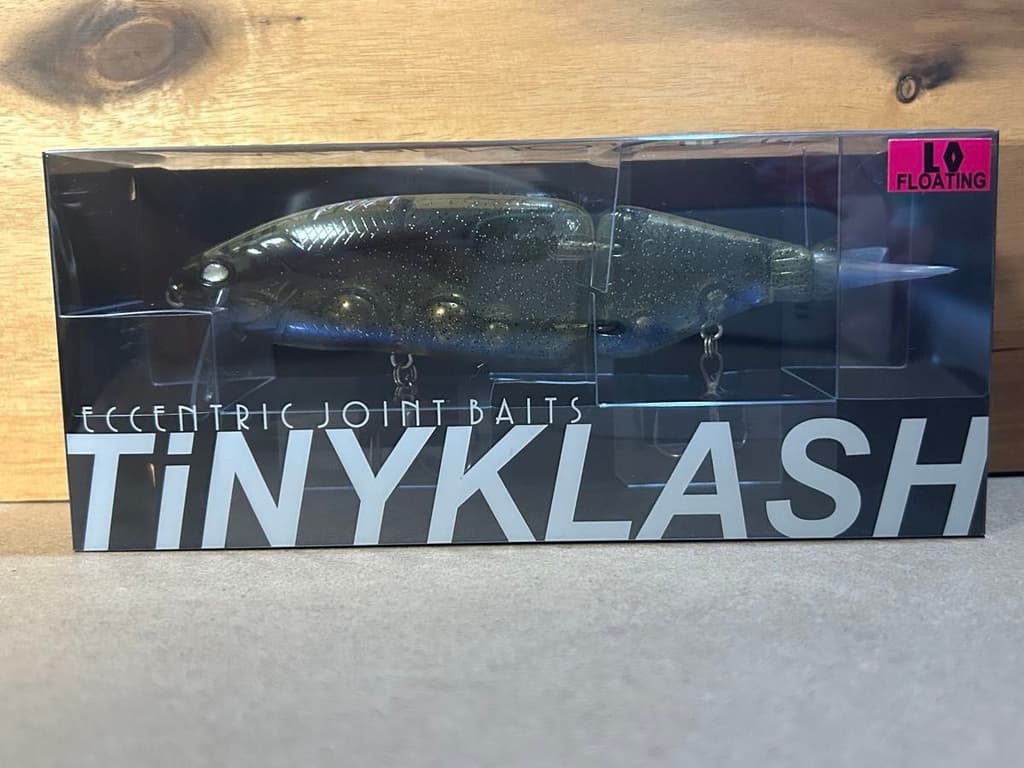 LO
FLOATING
ECCENTRIC JOINT BAITS
TiNYKLASH